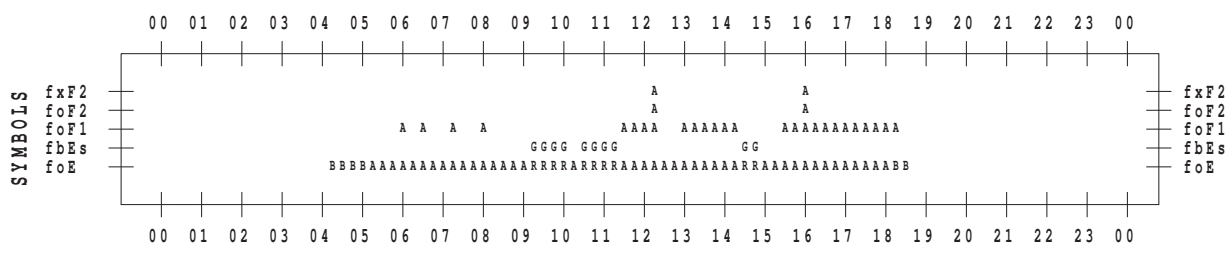 00 01 02 03 04 05 06 07 08 09 10 11 12 13 14 15 16 17 18 19 20 21 22 23 00
SYMBOLS
fxF2 A A fxF2
foF2 A A foF2
foF1 A A A A AAAA AAAAAA AAAAAAAAAAAA foF1
fbEs GGGG GGGG GG fbEs
foE BBBBAAAAAAAAAAAAAAAARRRRARRRRAAAAAAAAAAAARRAAAAAAAAAAAAABB foE
00 01 02 03 04 05 06 07 08 09 10 11 12 13 14 15 16 17 18 19 20 21 22 23 00